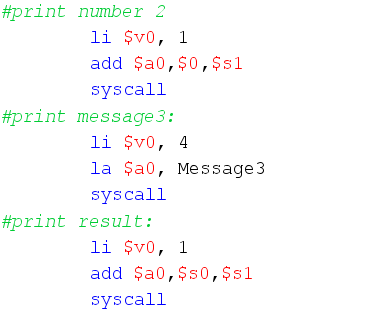 #print number 2
li $v0, 1
add $a0,$0,$s1
syscall
#print message3:
li $v0, 4
la $a0, Message3
syscall
#print result:
li $v0, 1
add $a0,$s0,$s1
syscall